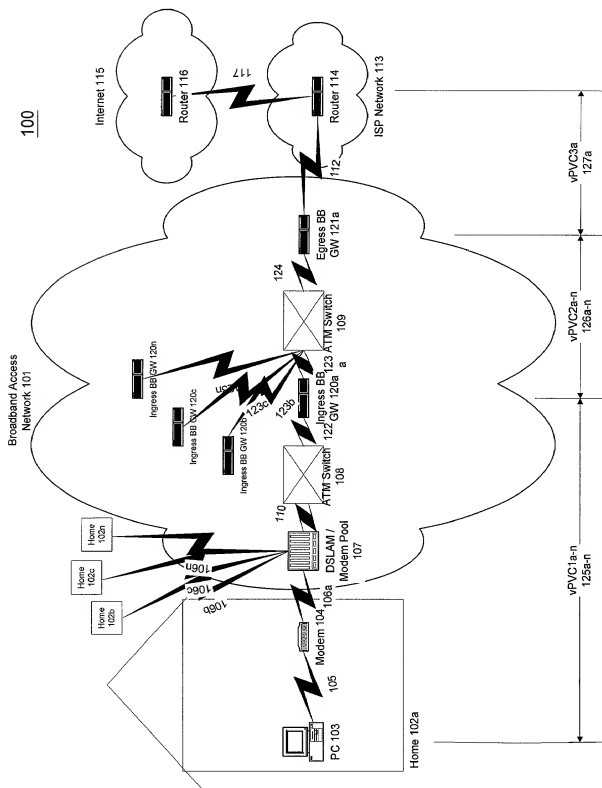 100
Broadband Access
Network 101
Internet 115
Router 116
117
Router 114
ISP Network 113
112
Egress BB
GW 121a
124
ATM Switch
109
Ingress BB GW 120n
Ingress BB GW 120c
Ingress BB GW 120b
123n
123c
123b
123
a
Ingress BB
GW 120a
122
ATM Switch
108
110
DSLAM /
Modem Pool
107
Home
102n
Home
102c
Home
102b
106n
106c
106b
106a
Modem 104
105
PC 103
Home 102a
vPVC1a-n
125a-n
vPVC2a-n
126a-n
vPVC3a
127a